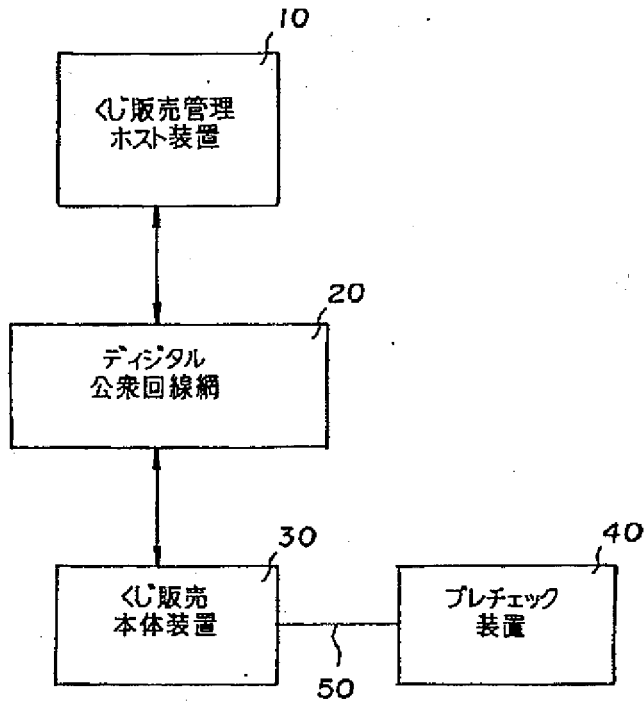 10
くじ販売管理
ホスト装置
20
ディジタル
公衆回線網
30
くじ販売
本体装置
40
プレチェック
装置
50